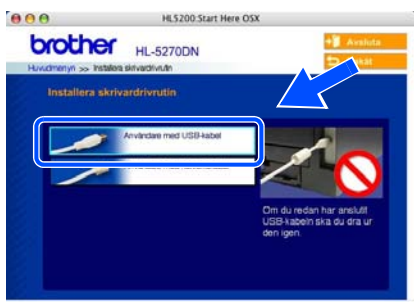 HL5200:Start Here OSX
brother HL-5270DN
Avsluta
Huvudmenyn >> Installera skrivardrivrutin
Installera skrivardrivrutin
Användare med USB-kabel
Om du redan har anslutit
USB-kabeln ska du dra ur
den igen.